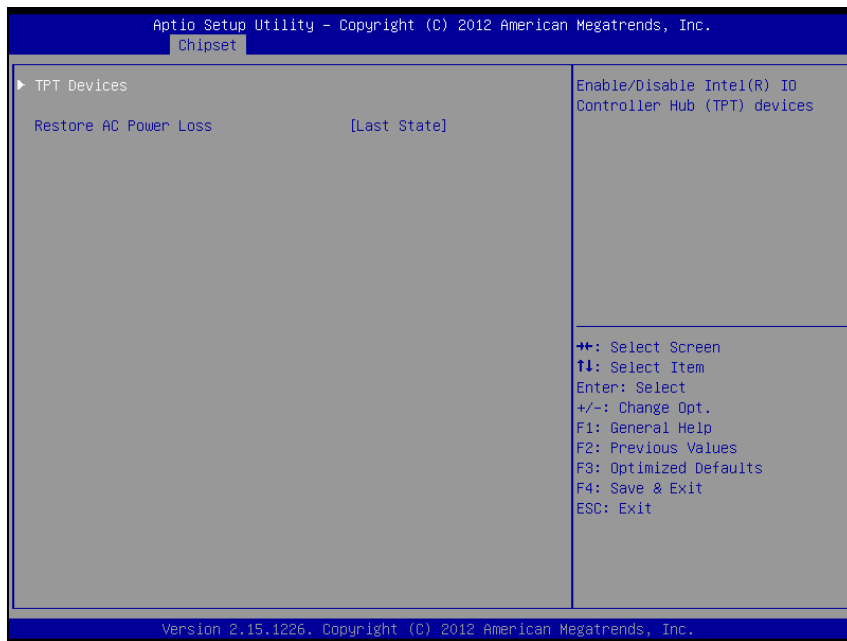 Aptio Setup Utility – Copyright (C) 2012 American Megatrends, Inc.
Chipset
▶ TPT Devices
Restore AC Power Loss [Last State]
Enable/Disable Intel(R) IO
Controller Hub (TPT) devices
→←: Select Screen
↑↓: Select Item
Enter: Select
+/-: Change Opt.
F1: General Help
F2: Previous Values
F3: Optimized Defaults
F4: Save & Exit
ESC: Exit
Version 2.15.1226. Copyright (C) 2012 American Megatrends, Inc.